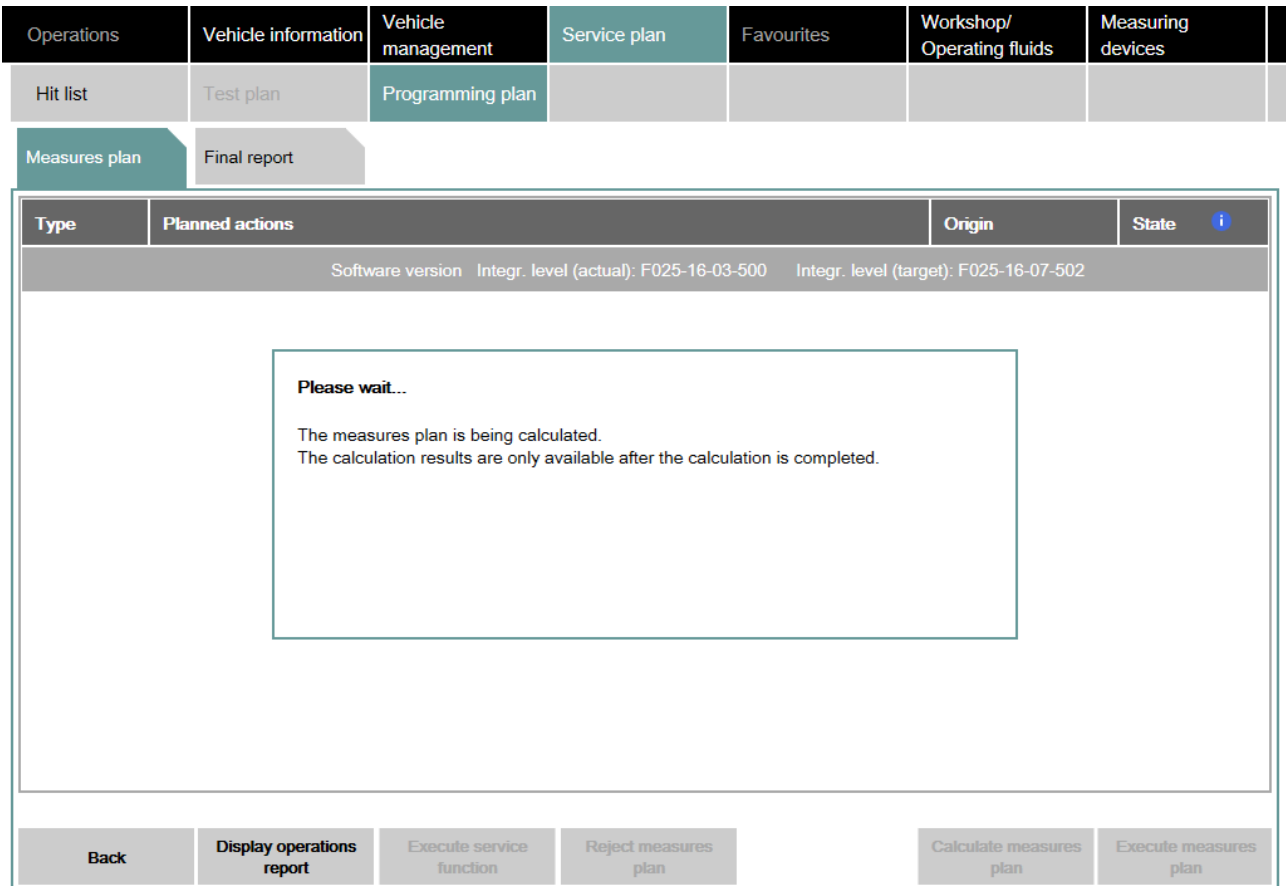 Operations
Vehicle information
Vehicle
management
Service plan
Favourites
Workshop/
Operating fluids
Measuring
devices
Hit list
Test plan
Programming plan
Measures plan
Final report
Type
Planned actions
Origin
State
i
Software version Integr. level (actual): F025-16-03-500 Integr. level (target): F025-16-07-502
Please wait...
The measures plan is being calculated.
The calculation results are only available after the calculation is completed.
Back
Display operations
report
Execute service
function
Reject measures
plan
Calculate measures
plan
Execute measures
plan